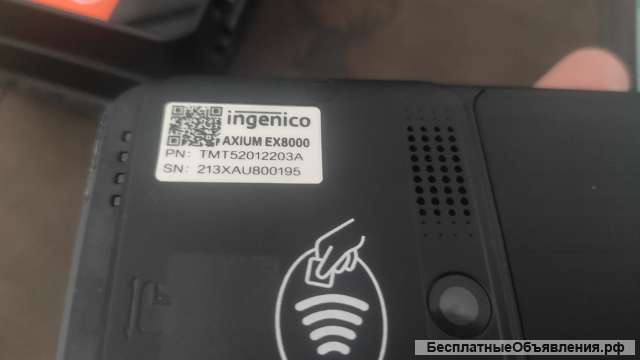 ingenico
AXIUM EX8000
PN: TMT52012203A
SN: 213XAU800195
БесплатныеОбъявления.рф